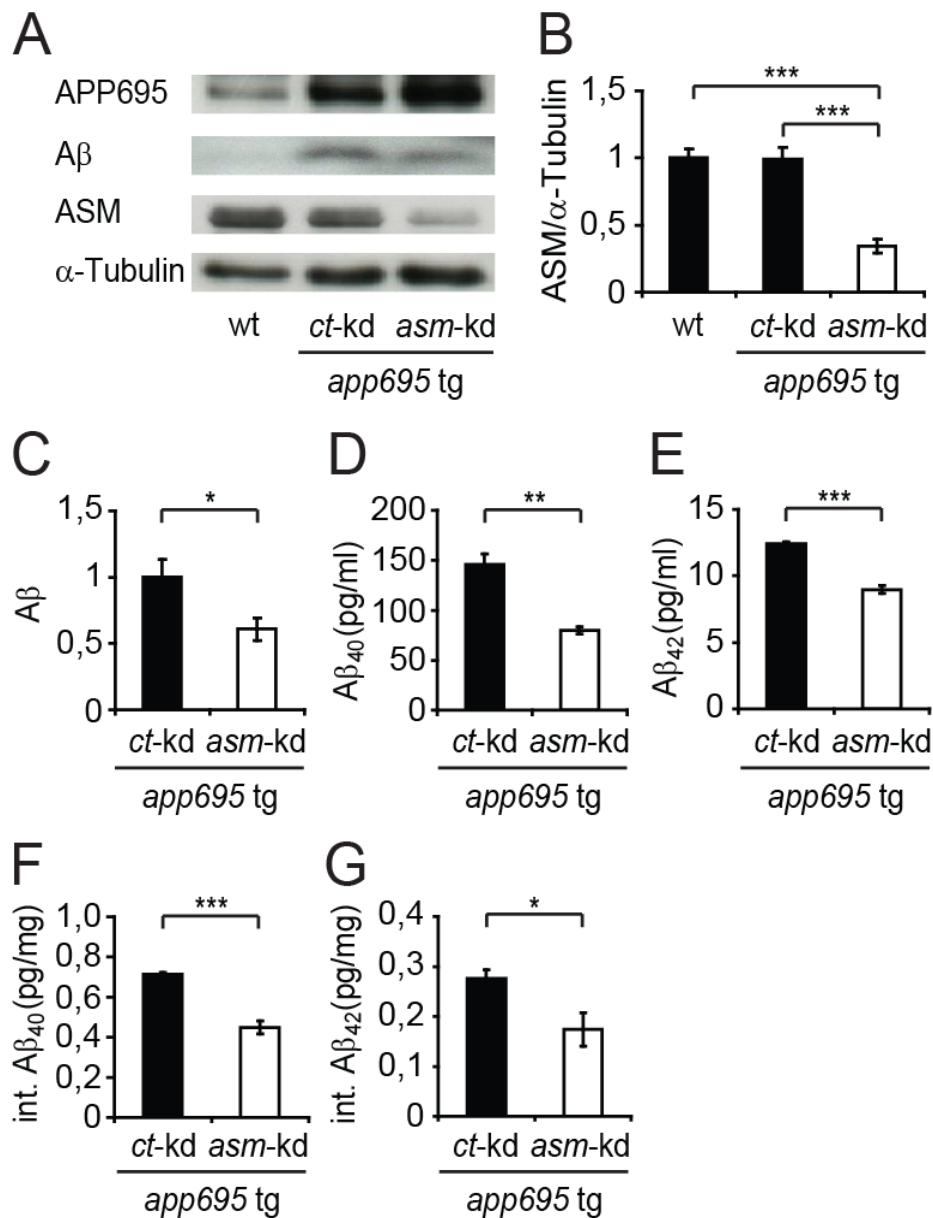 A
APP695
Aβ
ASM
α-Tubulin
wt
ct-kd asm-kd
app695 tg
B
ASM/α-Tubulin
1,5
1
0,5
0
***
***
wt
ct-kd asm-kd
app695 tg
C
Aβ
1,5
1
0,5
0
*
ct-kd asm-kd
app695 tg
D
Aβ40 (pg/ml)
200
150
100
50
0
**
ct-kd asm-kd
app695 tg
E
Aβ42 (pg/ml)
15
10
5
0
***
ct-kd asm-kd
app695 tg
F
int. Aβ40 (pg/mg)
1,0
0,8
0,6
0,4
0,2
0
***
ct-kd asm-kd
app695 tg
G
int. Aβ42 (pg/mg)
0,4
0,3
0,2
0,1
0
*
ct-kd asm-kd
app695 tg